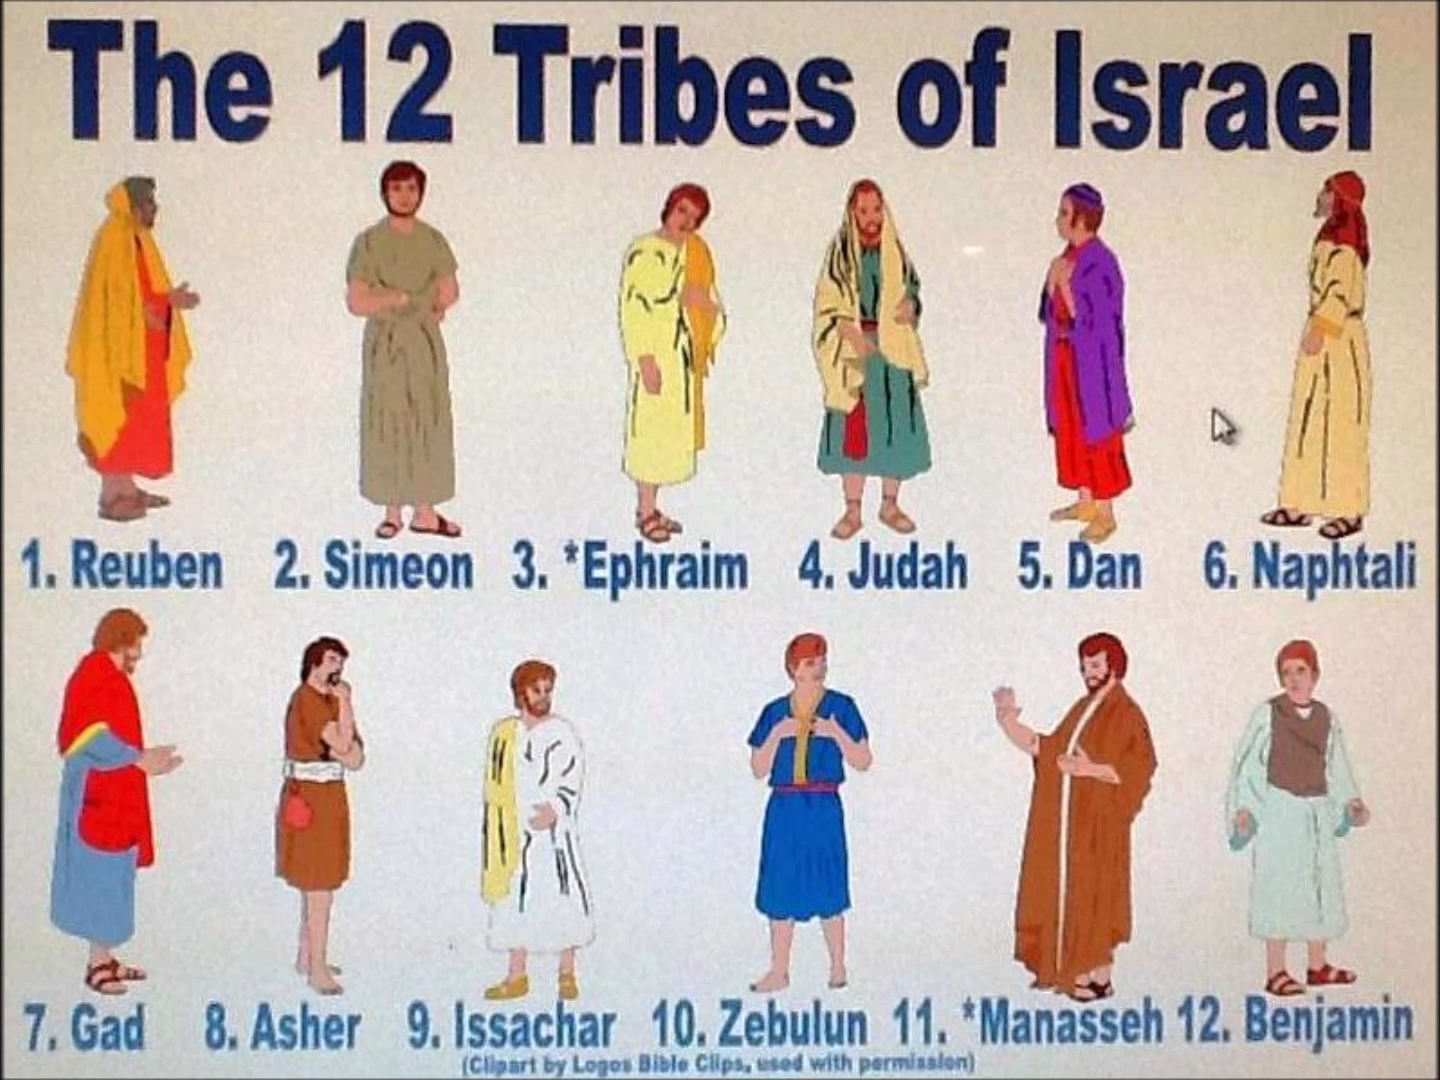 The 12 Tribes of Israel
1. Reuben 2. Simeon 3. *Ephraim 4. Judah 5. Dan 6. Naphtali
7. Gad 8. Asher 9. Issachar 10. Zebulun 11. *Manasseh 12. Benjamin
(Clipart by Logos Bible Clips, used with permission)